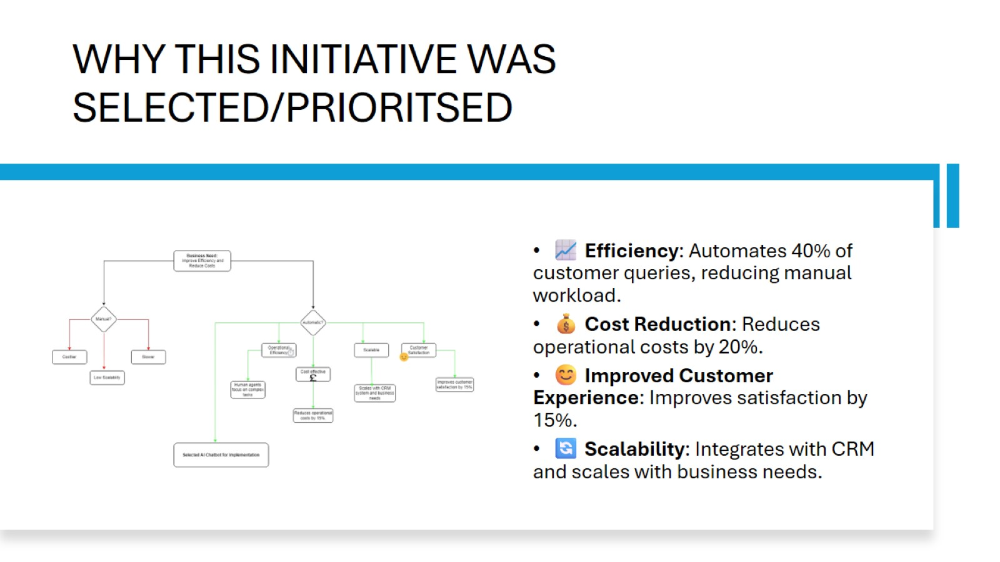 WHY THIS INITIATIVE WAS
SELECTED/PRIORITSED
Business Need:
Improve Efficiency and
Reduce Costs
Manual?
Costlier
Low Scalability
Slower
Automatic?
Operational
Efficiency
Human agents
focus on complex
tasks
Cost effective
£
Reduces operational
costs by 15%.
Scalable
Scales with CRM
system and business
needs
Customer
Satisfaction
Improves customer
satisfaction by 15%
Selected AI Chatbot for Implementation
• Efficiency: Automates 40% of
customer queries, reducing manual
workload.
• Cost Reduction: Reduces
operational costs by 20%.
• Improved Customer
Experience: Improves satisfaction by
15%.
• Scalability: Integrates with CRM
and scales with business needs.